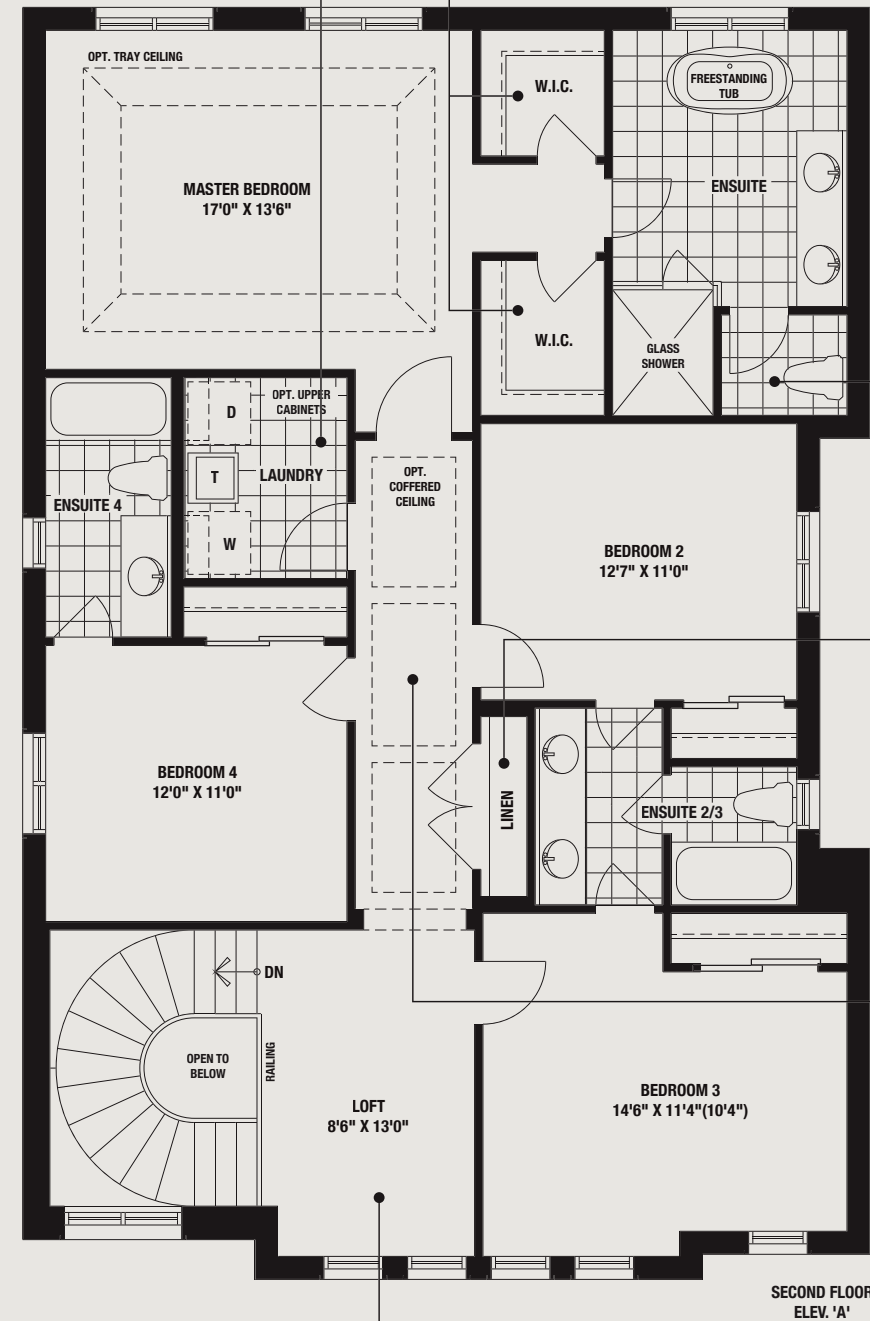 OPT. TRAY CEILING
W.I.C.
FREESTANDING
TUB
MASTER BEDROOM
17'0" X 13'6"
ENSUITE
W.I.C.
GLASS
SHOWER
D
OPT. UPPER
CABINETS
T
LAUNDRY
W
ENSUITE 4
OPT.
COFFERED
CEILING
BEDROOM 2
12'7" X 11'0"
BEDROOM 4
12'0" X 11'0"
LINEN
ENSUITE 2/3
DN
OPEN TO
BELOW
RAILING
LOFT
8'6" X 13'0"
BEDROOM 3
14'6" X 11'4"(10'4")
SECOND FLOOR
ELEV. 'A'